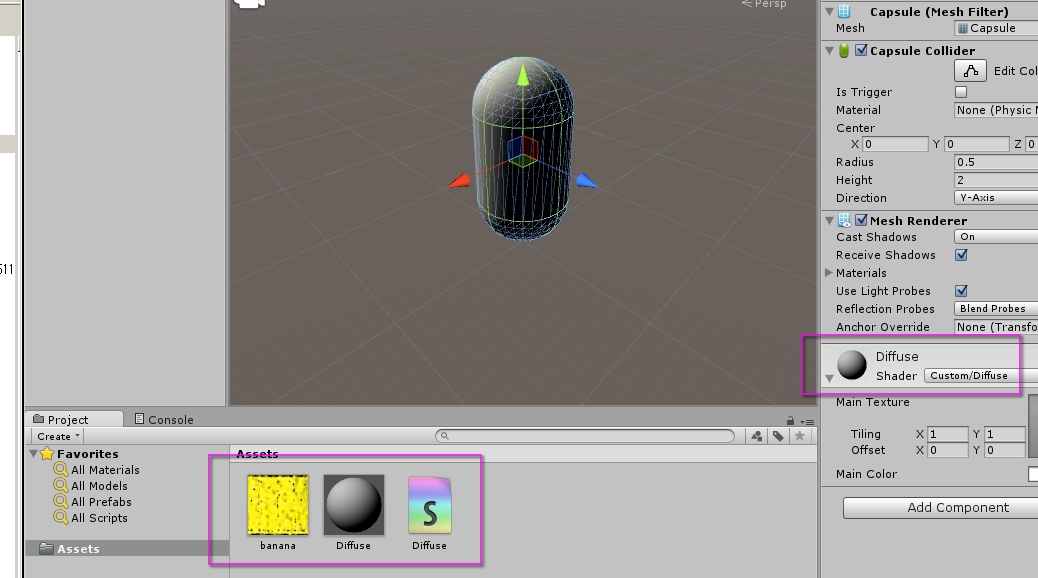 Persp
511
Capsule (Mesh Filter)
Mesh Capsule
Capsule Collider
Edit Col
Is Trigger
Material None (Physic M
Center
X 0 Y 0 Z 0
Radius 0.5
Height 2
Direction Y-Axis
Mesh Renderer
Cast Shadows On
Receive Shadows
Materials
Use Light Probes
Reflection Probes Blend Probes
Anchor Override None (Transfo
Diffuse
Shader Custom/Diffuse
Main Texture
Tiling X 1 Y 1
Offset X 0 Y 0
Main Color
Add Component
Project Console
Create
Favorites
All Materials
All Models
All Prefabs
All Scripts
Assets
Assets
S
banana Diffuse Diffuse